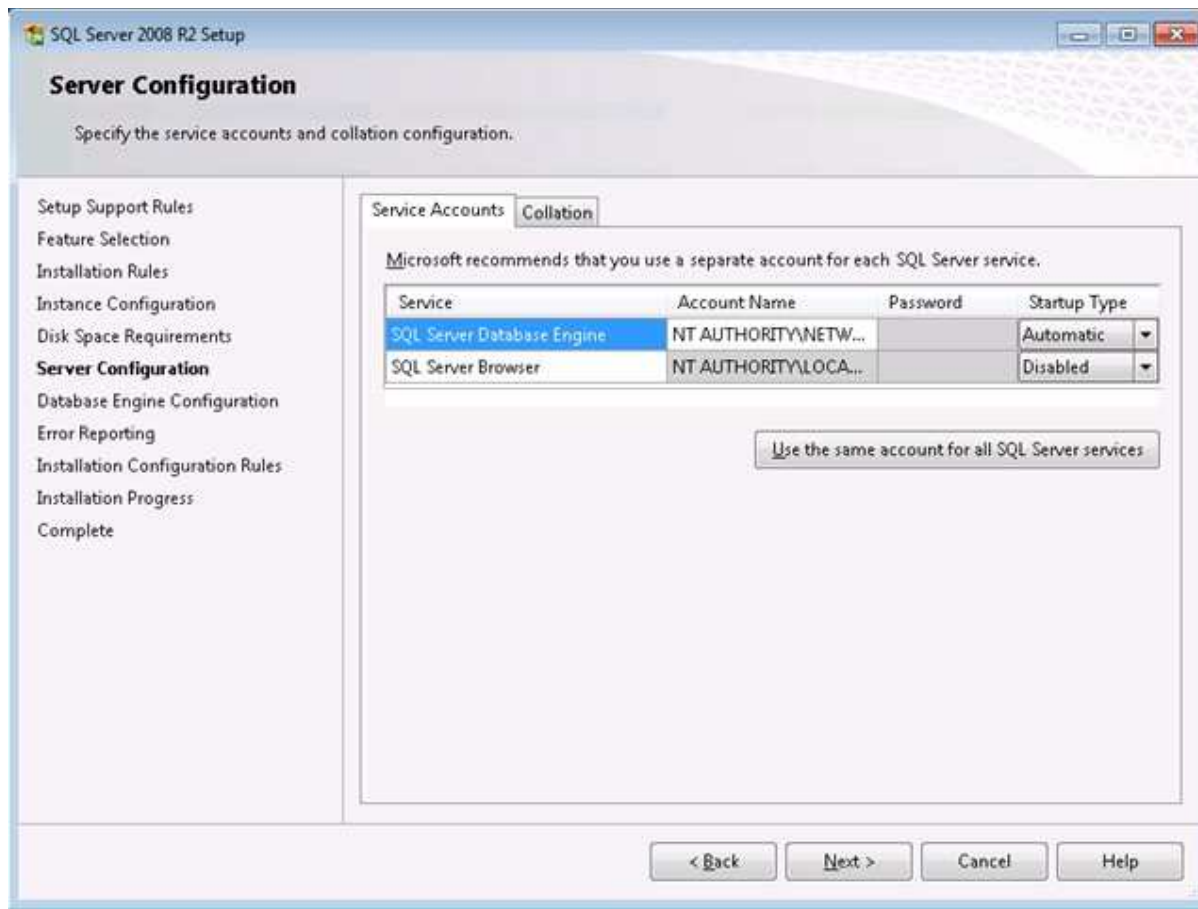 SQL Server 2008 R2 Setup
Server Configuration
Specify the service accounts and collation configuration.
Setup Support Rules
Feature Selection
Installation Rules
Instance Configuration
Disk Space Requirements
Server Configuration
Database Engine Configuration
Error Reporting
Installation Configuration Rules
Installation Progress
Complete
Service Accounts Collation
Microsoft recommends that you use a separate account for each SQL Server service.
Service Account Name Password Startup Type
SQL Server Database Engine NT AUTHORITY\NETW... Automatic
SQL Server Browser NT AUTHORITY\LOCA... Disabled
Use the same account for all SQL Server services
< Back Next > Cancel Help